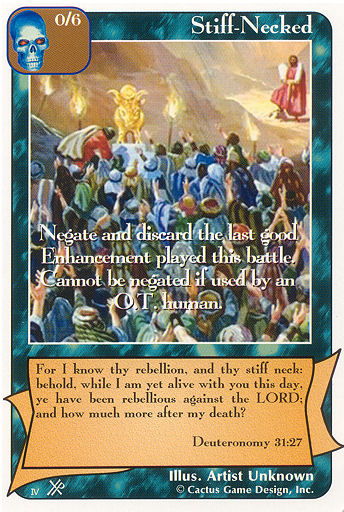 0/6
Stiff-Necked
Negate and discard the last good
Enhancement played this battle.
Cannot be negated if used by an
O.T. human.
For I know thy rebellion, and thy stiff neck:
behold, while I am yet alive with you this day,
ye have been rebellious against the LORD;
and how much more after my death?
Deuteronomy 31:27
Illus. Artist Unknown
IV
© Cactus Game Design, Inc.